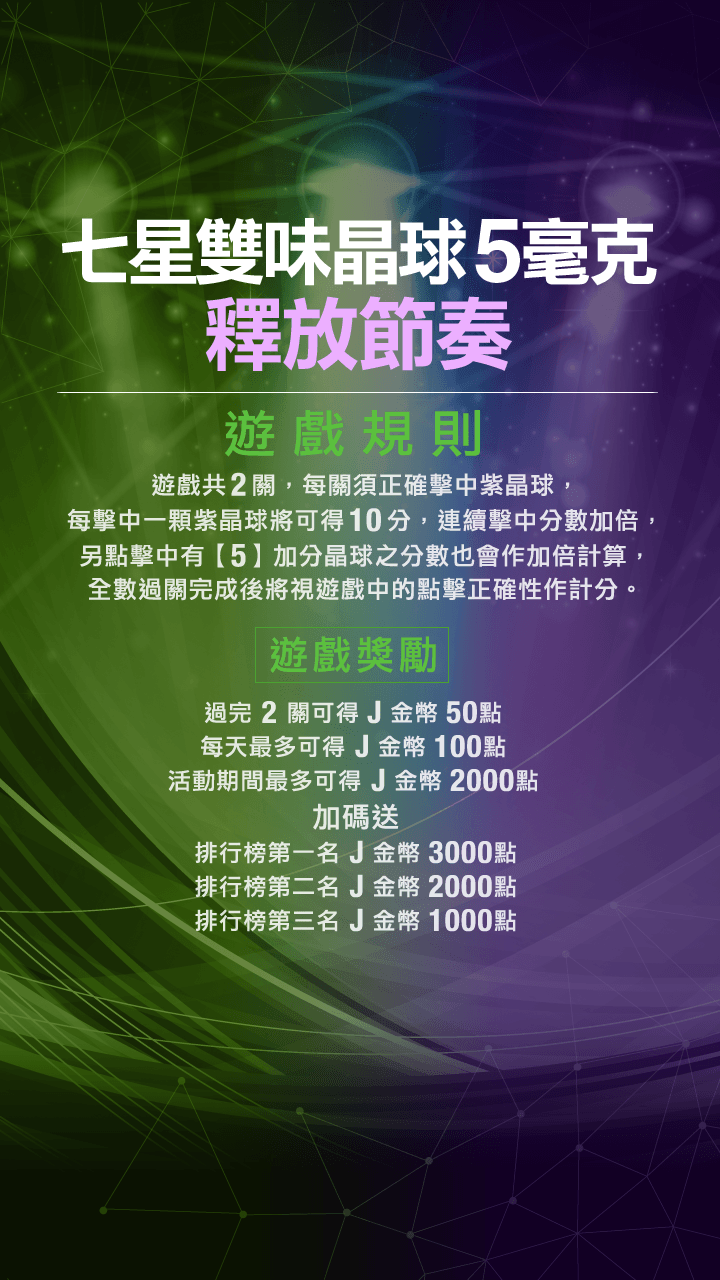 七星雙味晶球5毫克
釋放節奏
遊戲規則
遊戲共2關，每關須正確擊中紫晶球，
每擊中一顆紫晶球將可得10分，連續擊中分數加倍，
另點擊中有【5】加分晶球之分數也會作加倍計算，
全數過關完成後將視遊戲中的點擊正確性作計分。
遊戲獎勵
過完 2 關可得 J 金幣 50點
每天最多可得 J 金幣 100點
活動期間最多可得 J 金幣 2000點
加碼送
排行榜第一名 J 金幣 3000點
排行榜第二名 J 金幣 2000點
排行榜第三名 J 金幣 1000點